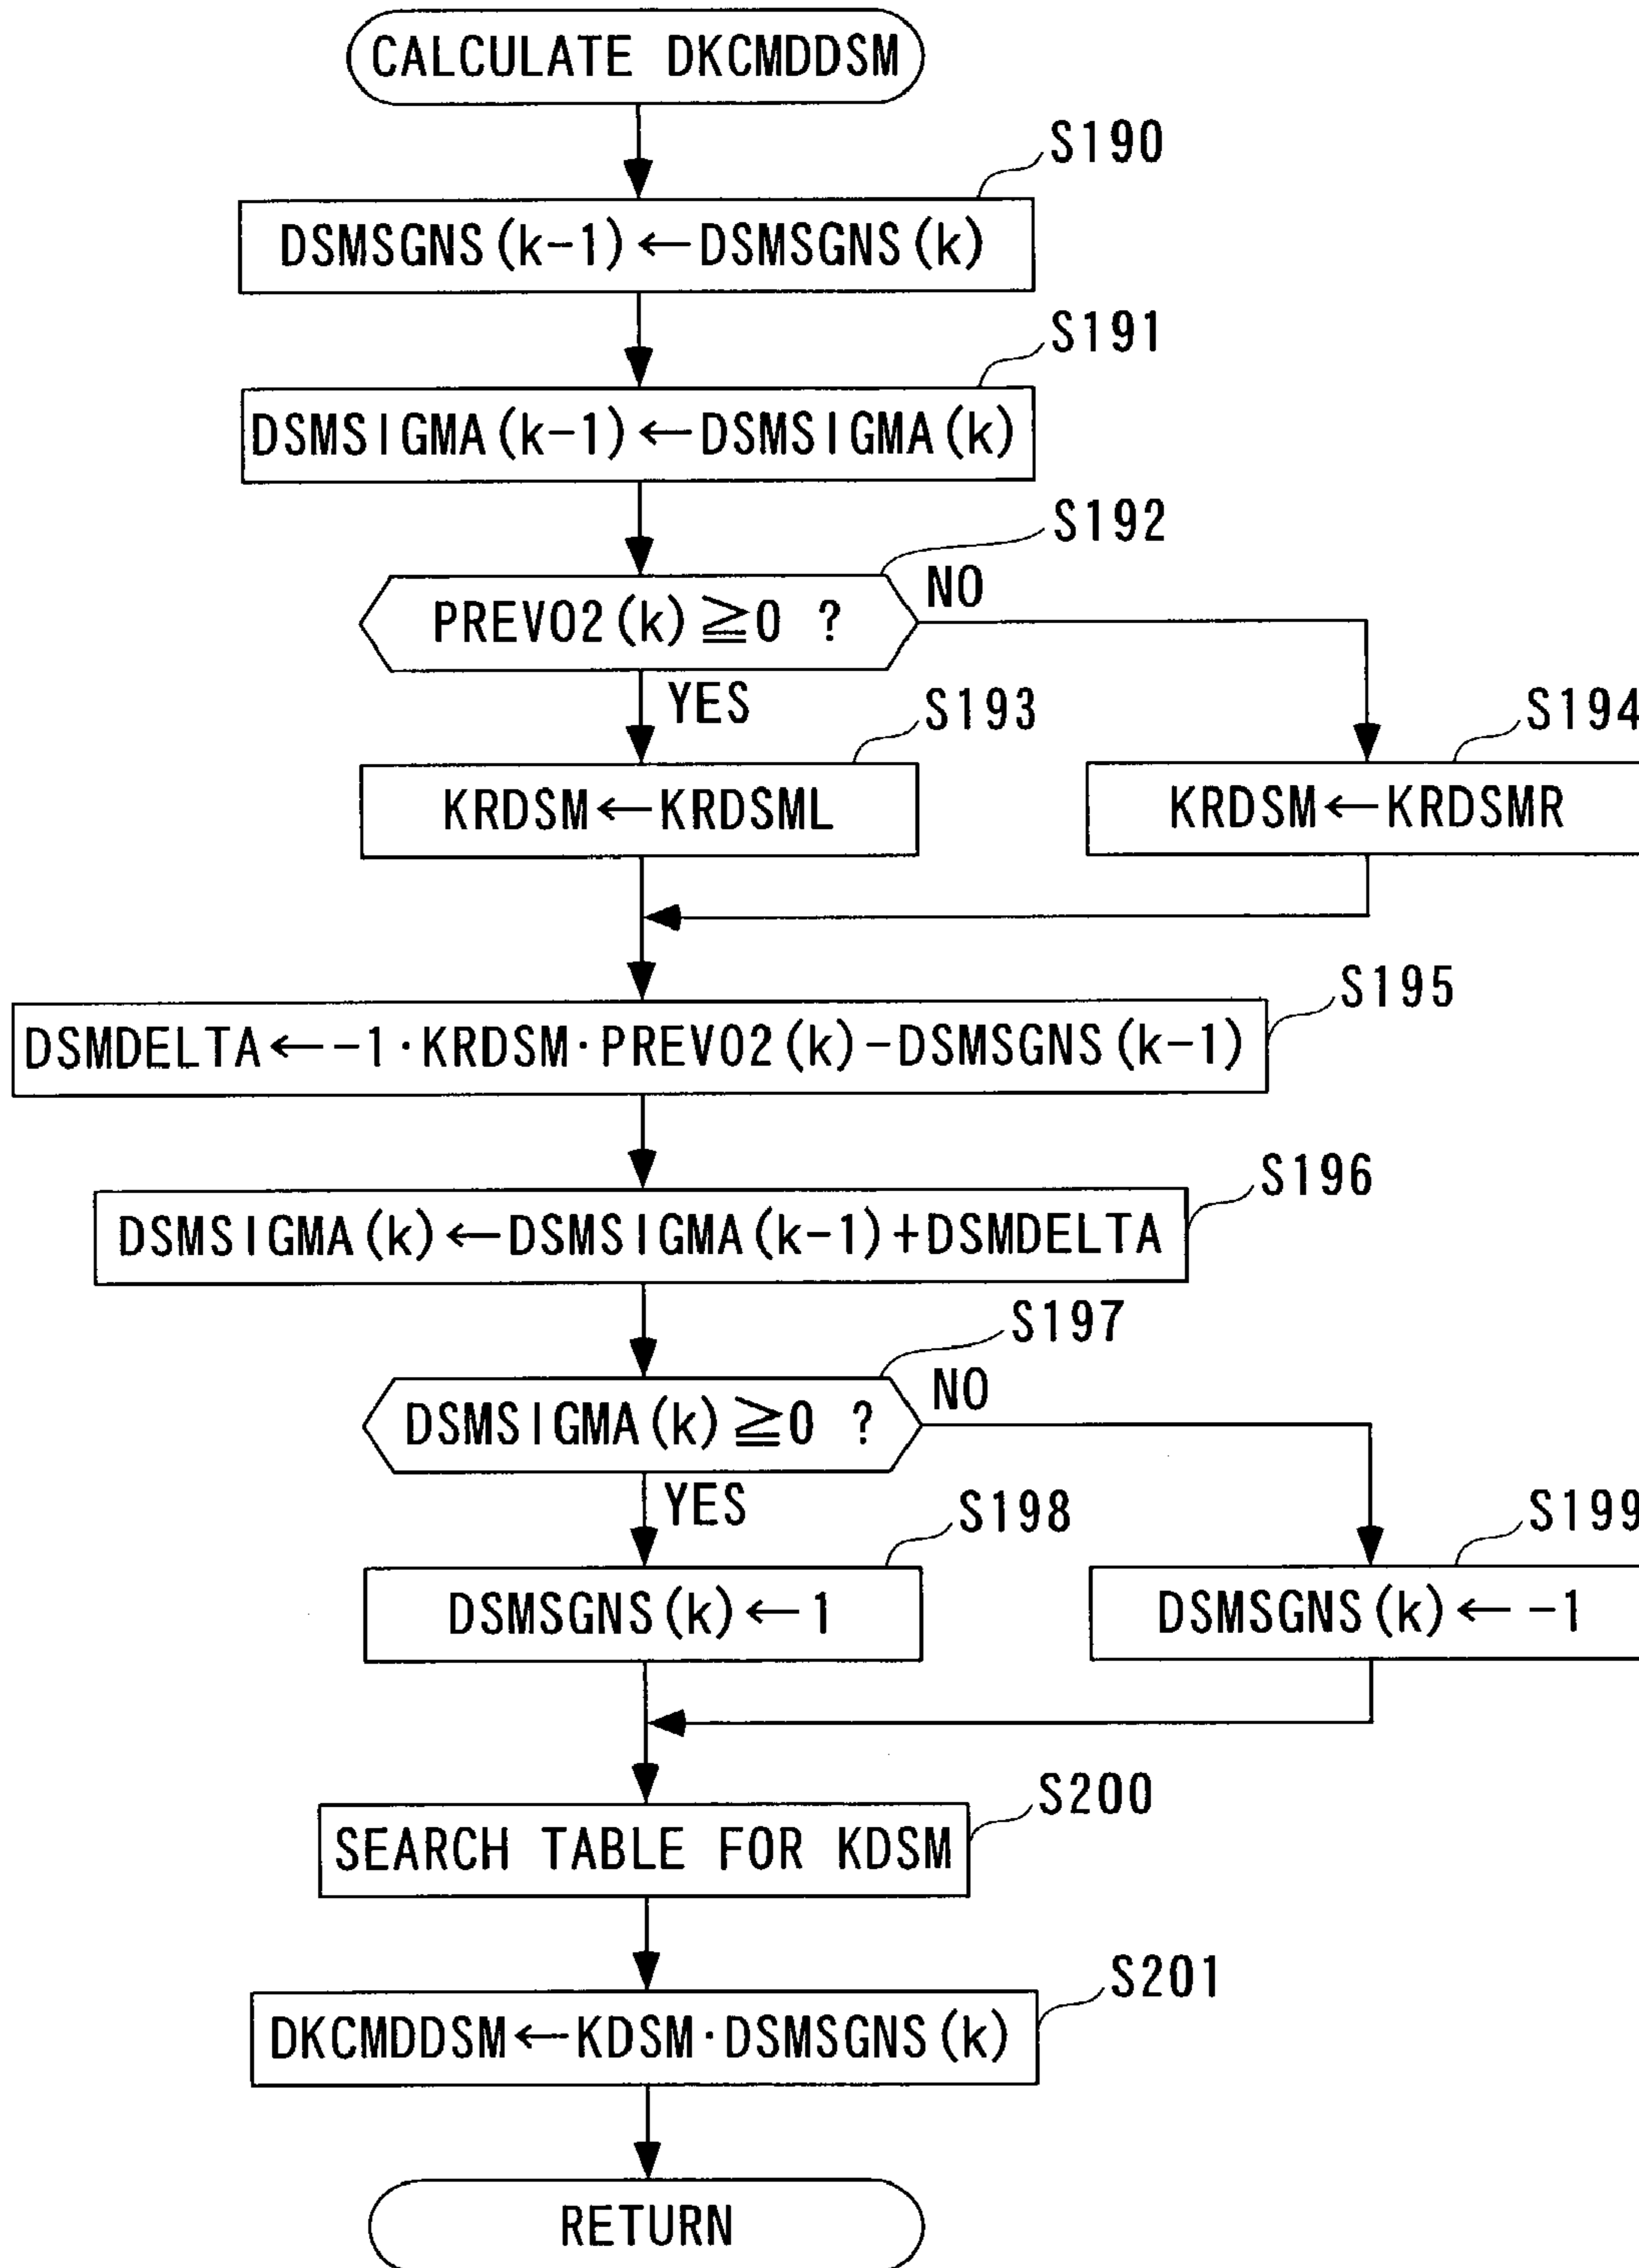 CALCULATE DKCMDDSM
S190
DSMSGNS(k-1)←DSMSGNS(k)
S191
DSMSIGMA(k-1)←DSMSIGMA(k)
S192
PREVO2(k)≧0 ?
NO
YES
S193
S194
KRDSM←KRDSML
KRDSM←KRDSMR
S195
DSMDELTA←-1·KRDSM·PREVO2(k)-DSMSGNS(k-1)
S196
DSMSIGMA(k)←DSMSIGMA(k-1)+DSMDELTA
S197
DSMSIGMA(k)≧0 ?
NO
YES
S198
S199
DSMSGNS(k)←1
DSMSGNS(k)←-1
S200
SEARCH TABLE FOR KDSM
S201
DKCMDDSM←KDSM·DSMSGNS(k)
RETURN